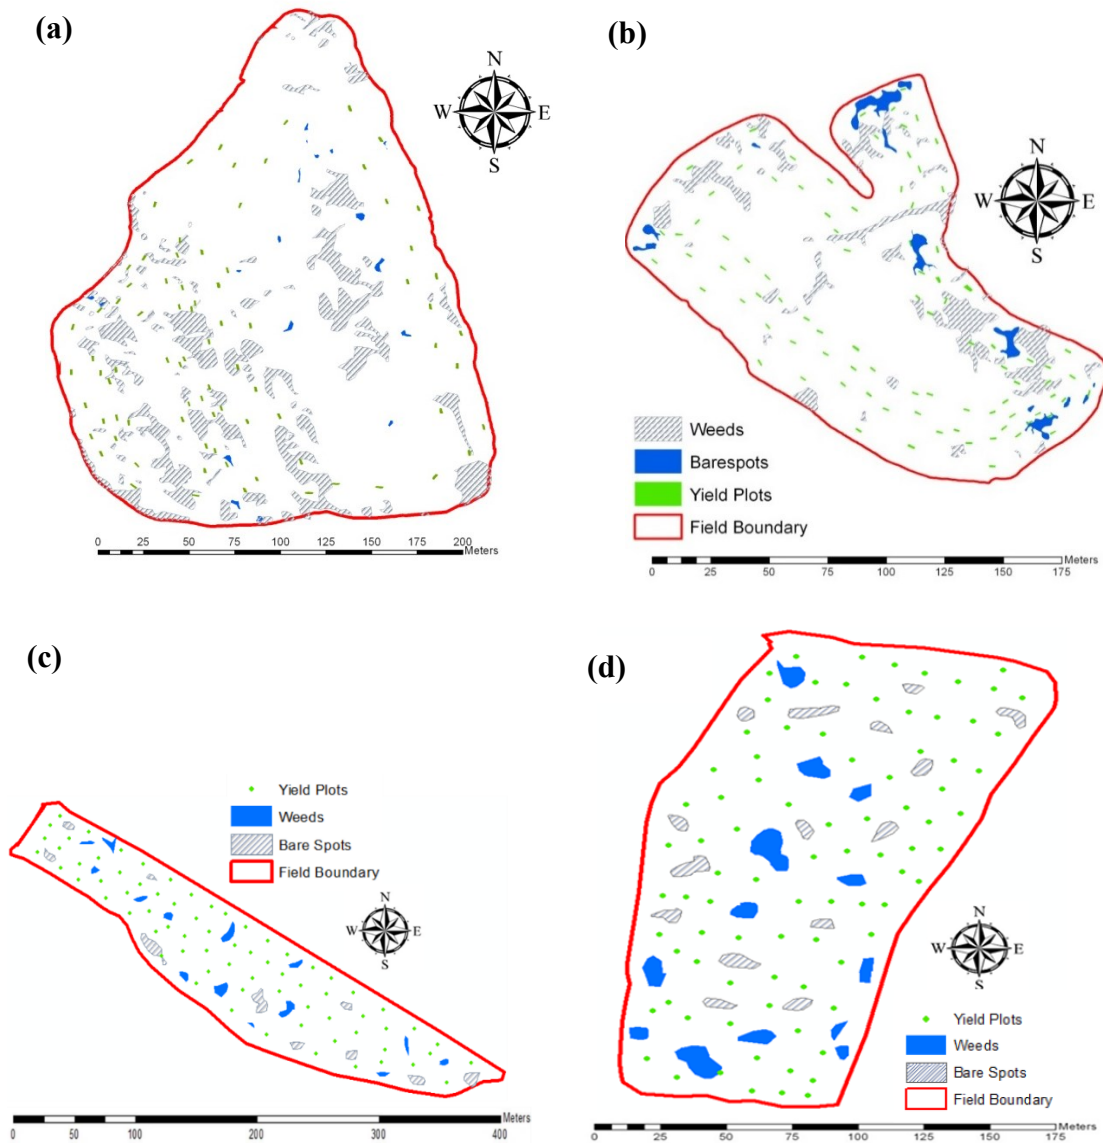 (a)
N
W E
S
0 25 50 75 100 125 150 175 200
Meters
(b)
N
W E
S
Weeds
Barespots
Yield Plots
Field Boundary
Meters
0 25 50 75 100 125 150 175
(c)
Yield Plots
Weeds
Bare Spots
Field Boundary
N
W E
S
Meters
0 50 100 200 300 400
(d)
N
W E
S
Yield Plots
Weeds
Bare Spots
Field Boundary
Meters
0 25 50 75 100 125 150 175